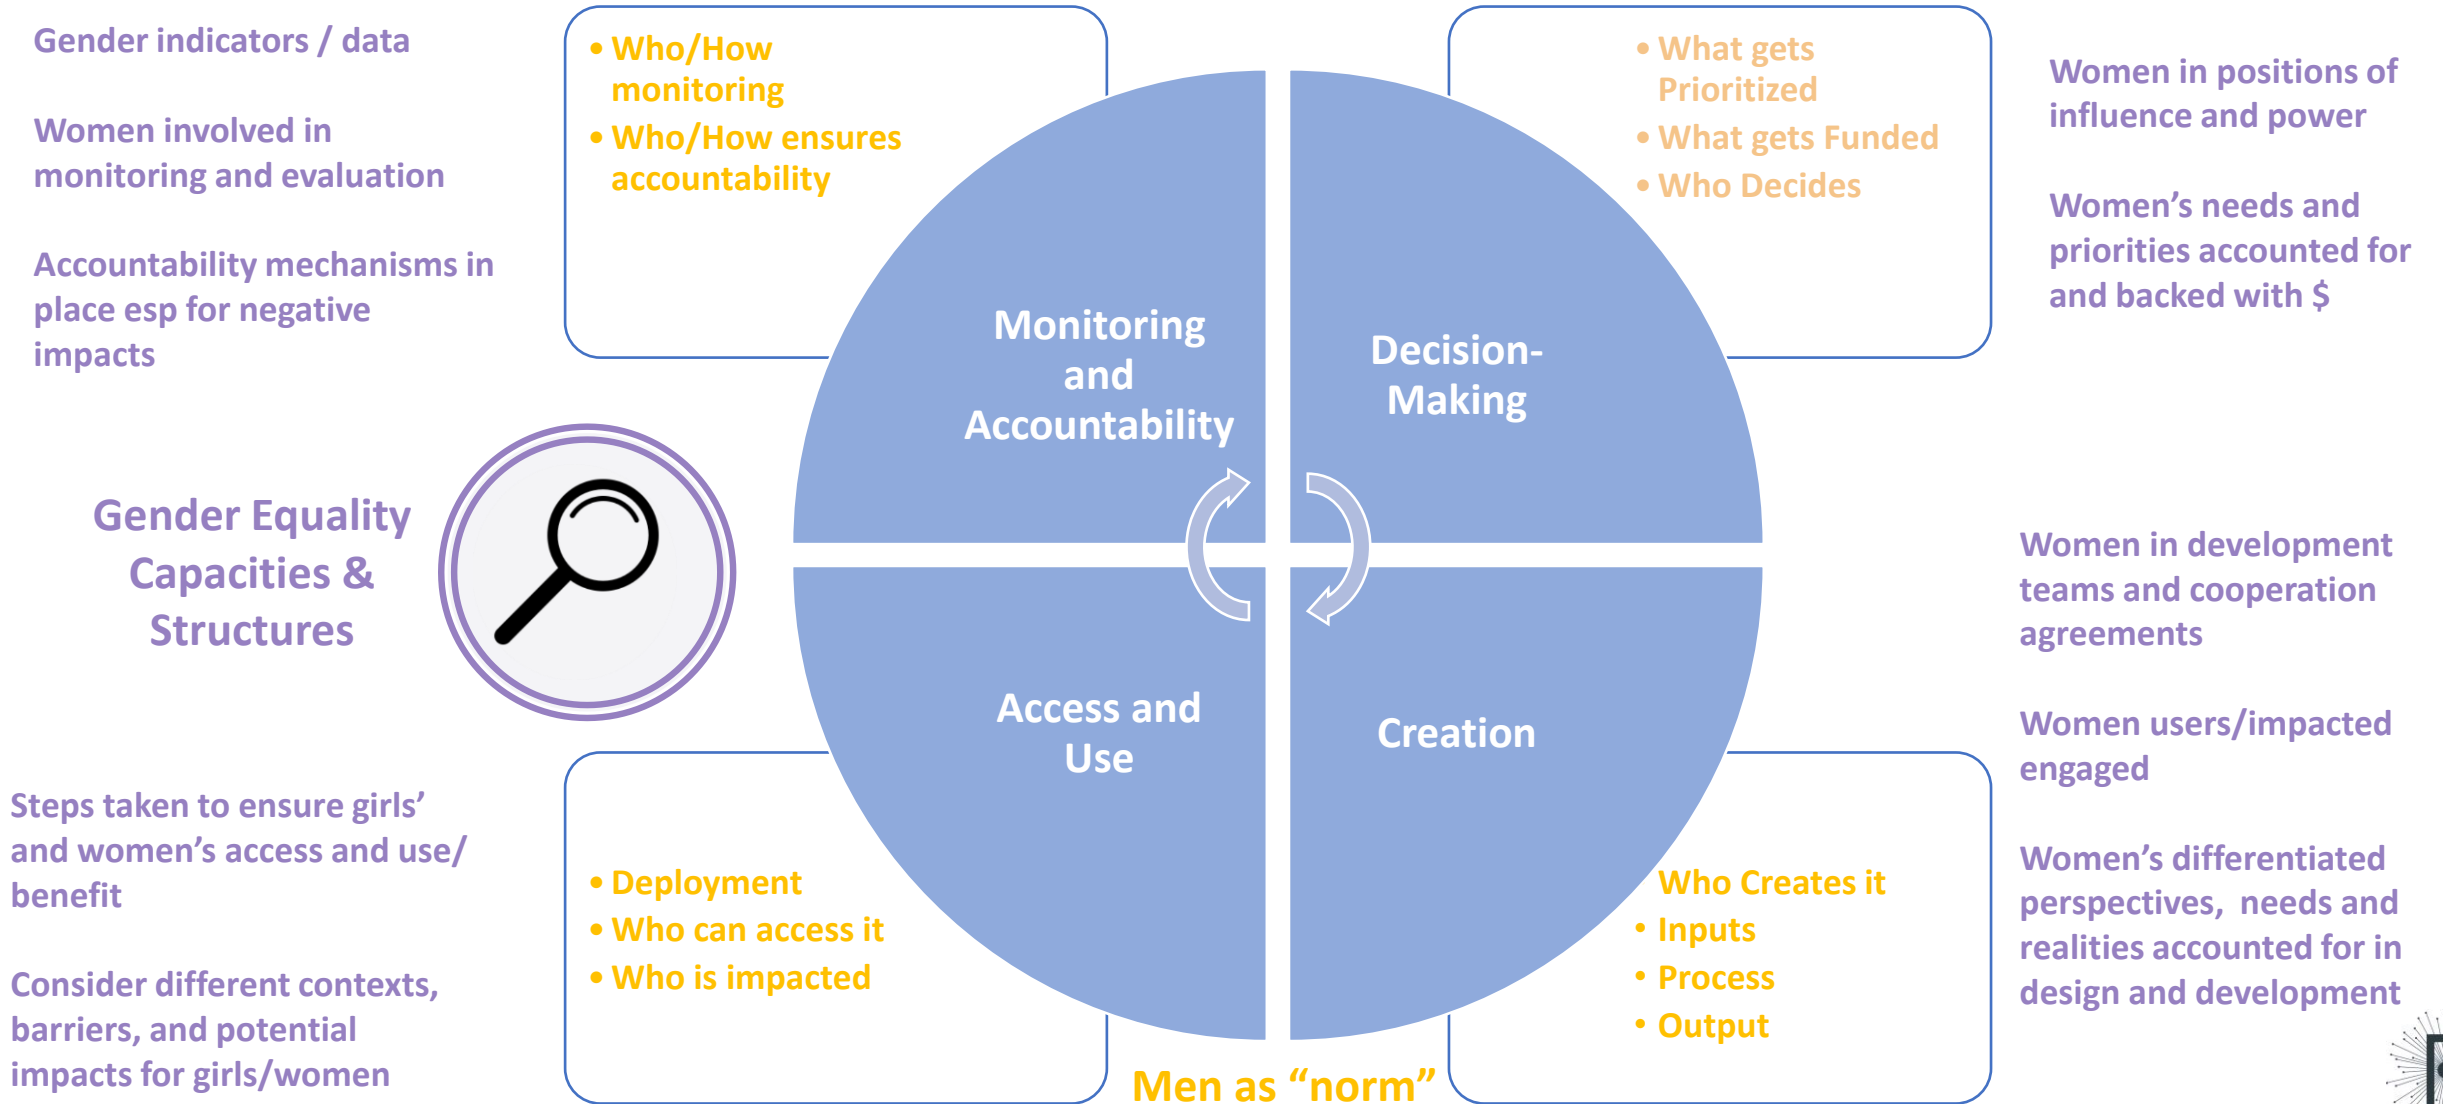 Gender indicators / data
Women involved in
monitoring and evaluation
Accountability mechanisms in
place esp for negative
impacts
• Who/How
monitoring
• Who/How ensures
accountability
• What gets
Prioritized
• What gets Funded
• Who Decides
Women in positions of
influence and power
Women’s needs and
priorities accounted for
and backed with $
Monitoring
and
Accountability
Decision-
Making
Gender Equality
Capacities &
Structures
Access and
Use
Creation
Women in development
teams and cooperation
agreements
Women users/impacted
engaged
Women’s differentiated
perspectives, needs and
realities accounted for in
design and development
Steps taken to ensure girls’
and women’s access and use/
benefit
Consider different contexts,
barriers, and potential
impacts for girls/women
• Deployment
• Who can access it
• Who is impacted
Who Creates it
• Inputs
• Process
• Output
Men as “norm”